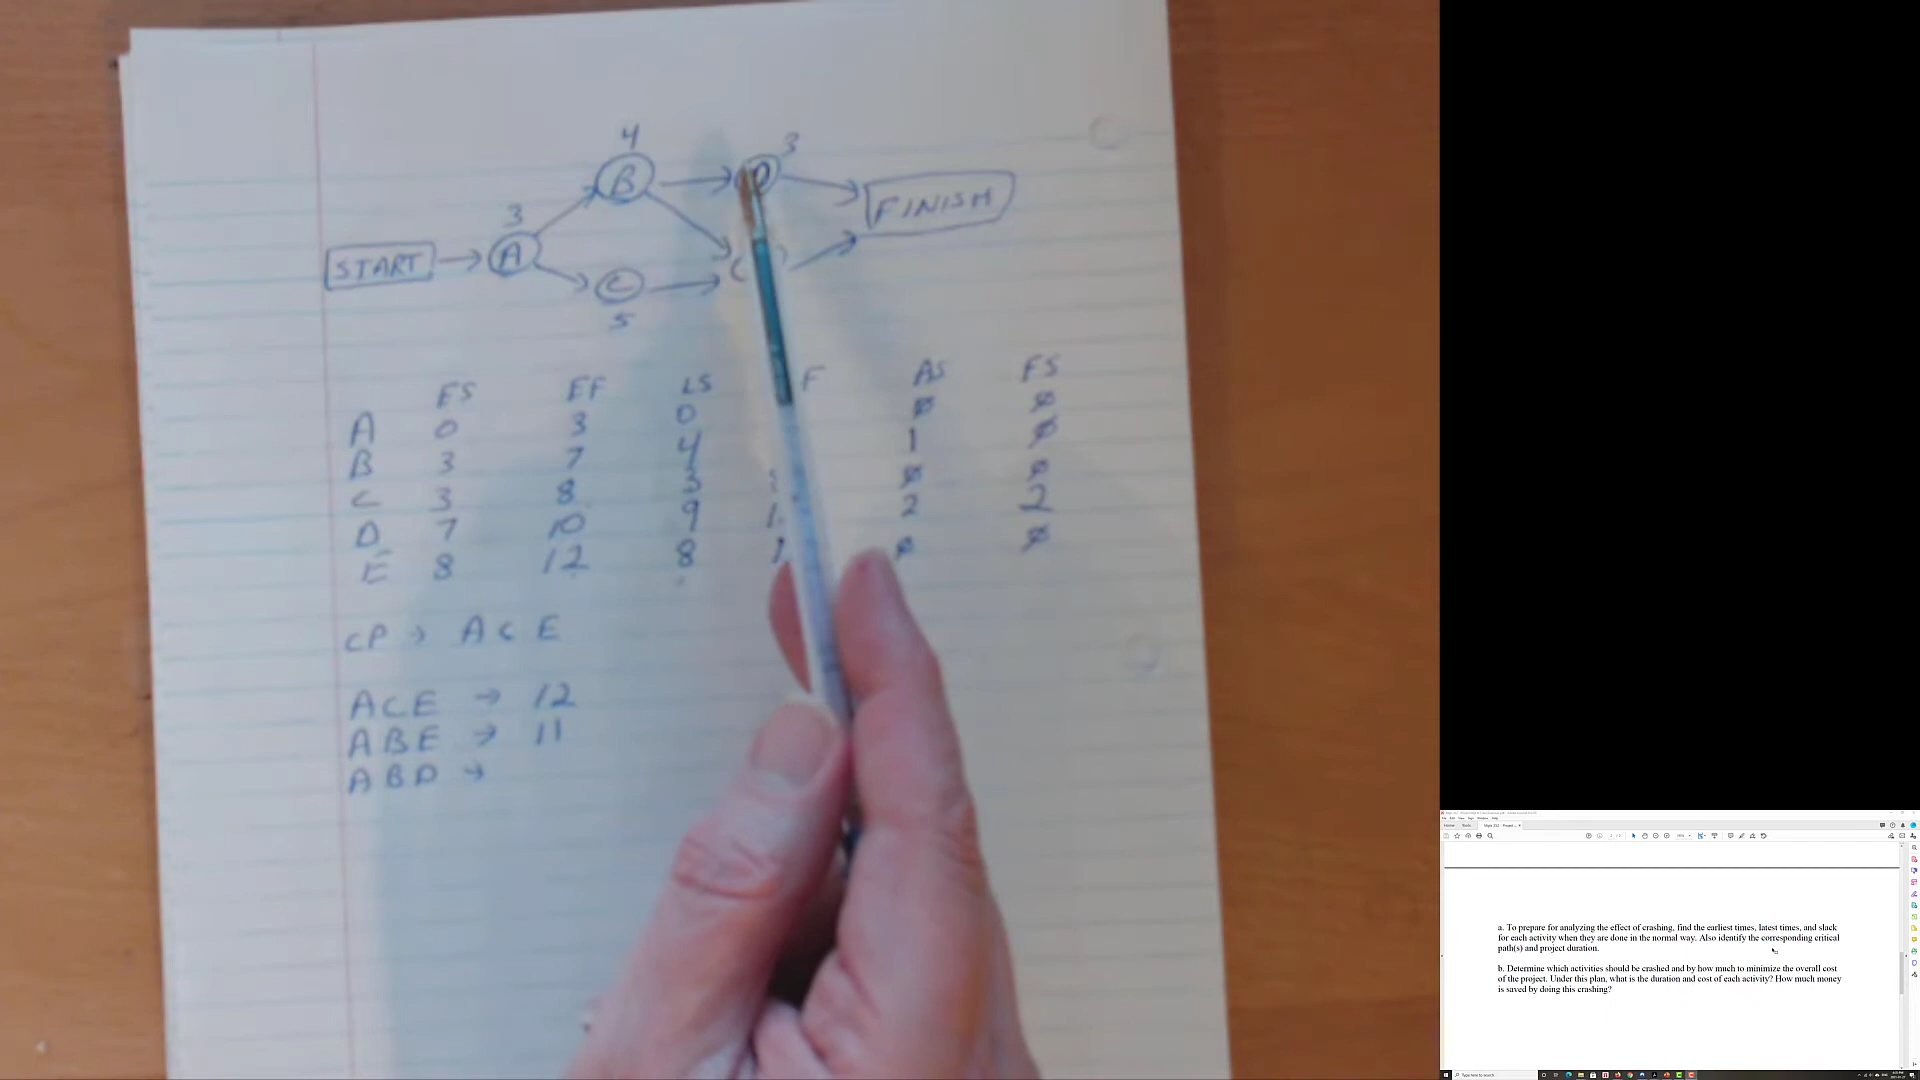 4
3
B
D
3
FINISH
START
A
C
5
ES EF LS F AS FS
A 0 3 0 ø ø
B 3 7 4 1 ø
C 3 8 3 ø ø
D 7 10 9 1 2 2
E 8 12 8 1 ø ø
CP → A C E
ACE → 12
ABE → 11
ABD →
a. To prepare for analyzing the effect of crashing, find the earliest times, latest times, and slack
for each activity when they are done in the normal way. Also identify the corresponding critical
path(s) and project duration.
b. Determine which activities should be crashed and by how much to minimize the overall cost
of the project. Under this plan, what is the duration and cost of each activity? How much money
is saved by doing this crashing?